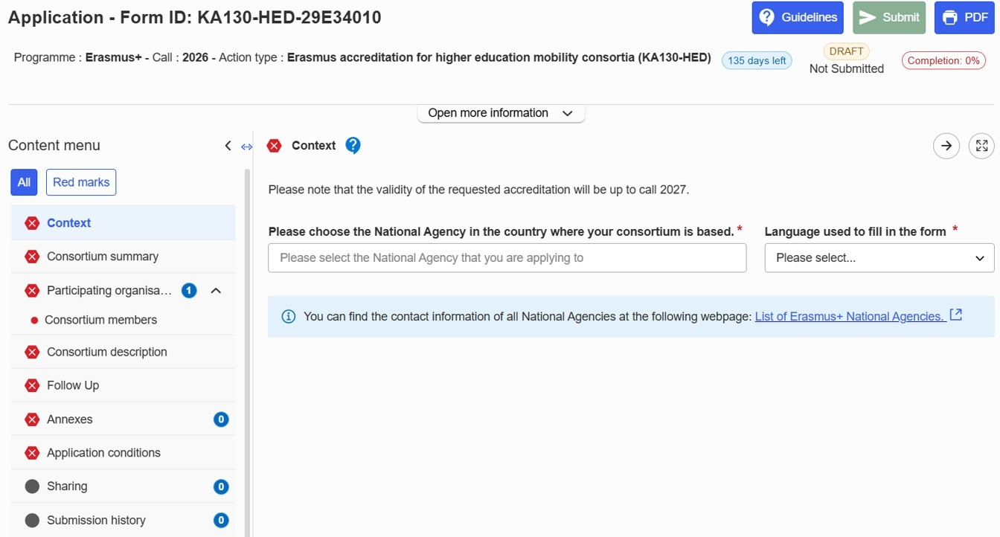 Application - Form ID: KA130-HED-29E34010
Guidelines
Submit
PDF
Programme : Erasmus+ - Call : 2026 - Action type : Erasmus accreditation for higher education mobility consortia (KA130-HED)
135 days left
DRAFT
Not Submitted
Completion: 0%
Open more information
Content menu
All
Red marks
Context
Consortium summary
Participating organisa... 1
Consortium members
Consortium description
Follow Up
Annexes 0
Application conditions
Sharing 0
Submission history 0
Context
Please note that the validity of the requested accreditation will be up to call 2027.
Please choose the National Agency in the country where your consortium is based. *
Please select the National Agency that you are applying to
Language used to fill in the form *
Please select...
You can find the contact information of all National Agencies at the following webpage: List of Erasmus+ National Agencies.